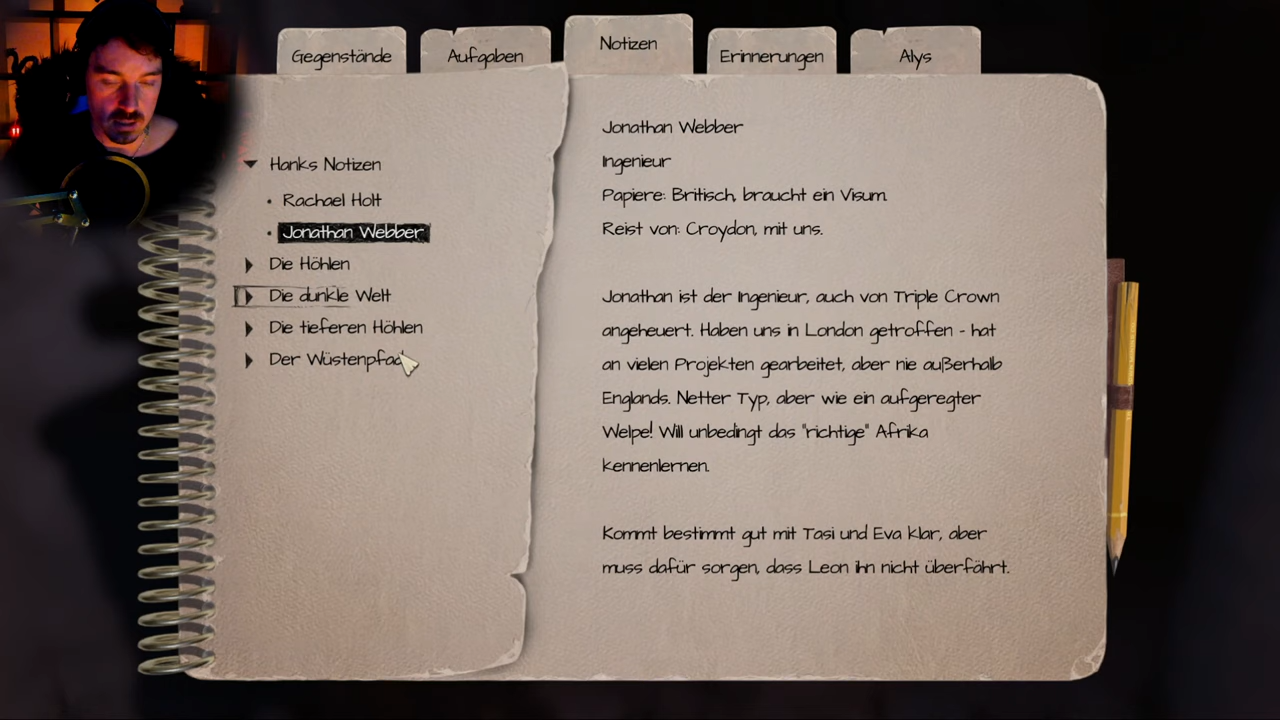 Gegenstände
Aufgaben
Notizen
Erinnerungen
Alys
Hanks Notizen
Rachael Holt
Jonathan Webber
Die Höhlen
Die dunkle Welt
Die tieferen Höhlen
Der Wüstenpfad
Jonathan Webber
Ingenieur
Papiere: Britisch, braucht ein Visum.
Reist von: Croydon, mit uns.
Jonathan ist der Ingenieur, auch von Triple Crown
angeheuert. Haben uns in London getroffen - hat
an vielen Projekten gearbeitet, aber nie außerhalb
Englands. Netter Typ, aber wie ein aufgeregter
Welpe! Will unbedingt das "richtige" Afrika
kennenlernen.
Kommt bestimmt gut mit Tasi und Eva klar, aber
muss dafür sorgen, dass Leon ihn nicht überfährt.